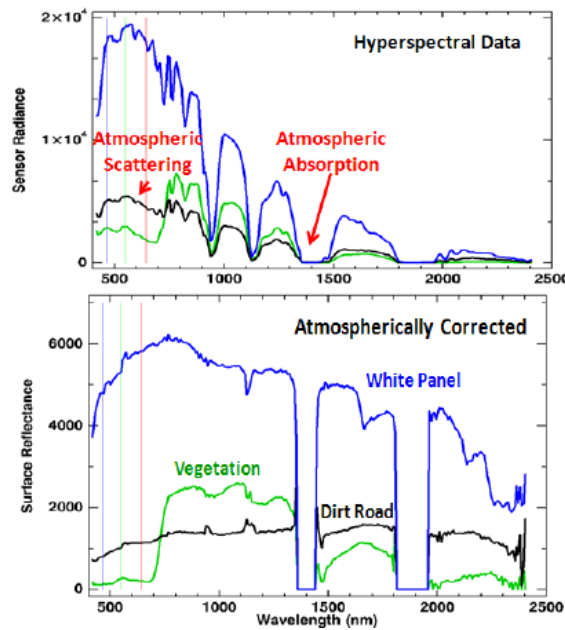 2×10⁴
Hyperspectral Data
Sensor Radiance
1×10⁴
Atmospheric
Scattering
Atmospheric
Absorption
0
500 1000 1500 2000 2400
Atmospherically Corrected
6000
White Panel
Surface Reflectance
4000
Vegetation
2000
Dirt Road
0
500 1000 1500 2000 2500
Wavelength (nm)